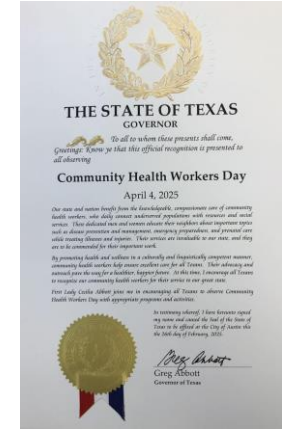 THE STATE OF TEXAS
GOVERNOR
To all to whom these presents shall come,
Greetings: Know ye that this official recognition is presented to
all observing
Community Health Workers Day
April 4, 2025
Our state and nation benefit from the knowledgeable, compassionate care of community
health workers, who daily connect underserved populations with resources and social
services. These dedicated men and women educate their neighbors about important topics
such as disease prevention and management, emergency preparedness, and prenatal care
while treating illnesses and injuries. Their services are invaluable to our state, and they
are to be commended for their important work.
By promoting health and wellness in a culturally and linguistically competent manner,
community health workers help ensure excellent care for all Texans. Their advocacy and
outreach pave the way for a healthier, happier future. At this time, I encourage all Texans
to recognize our community health workers for their service to our great state.
First Lady Cecilia Abbott joins me in encouraging all Texans to observe Community
Health Workers Day with appropriate programs and activities.
In testimony whereof, I have hereunto signed
my name and caused the Seal of the State of
Texas to be affixed at the City of Austin this
the 26th day of February, 2025.
Greg Abbott
Greg Abbott
Governor of Texas